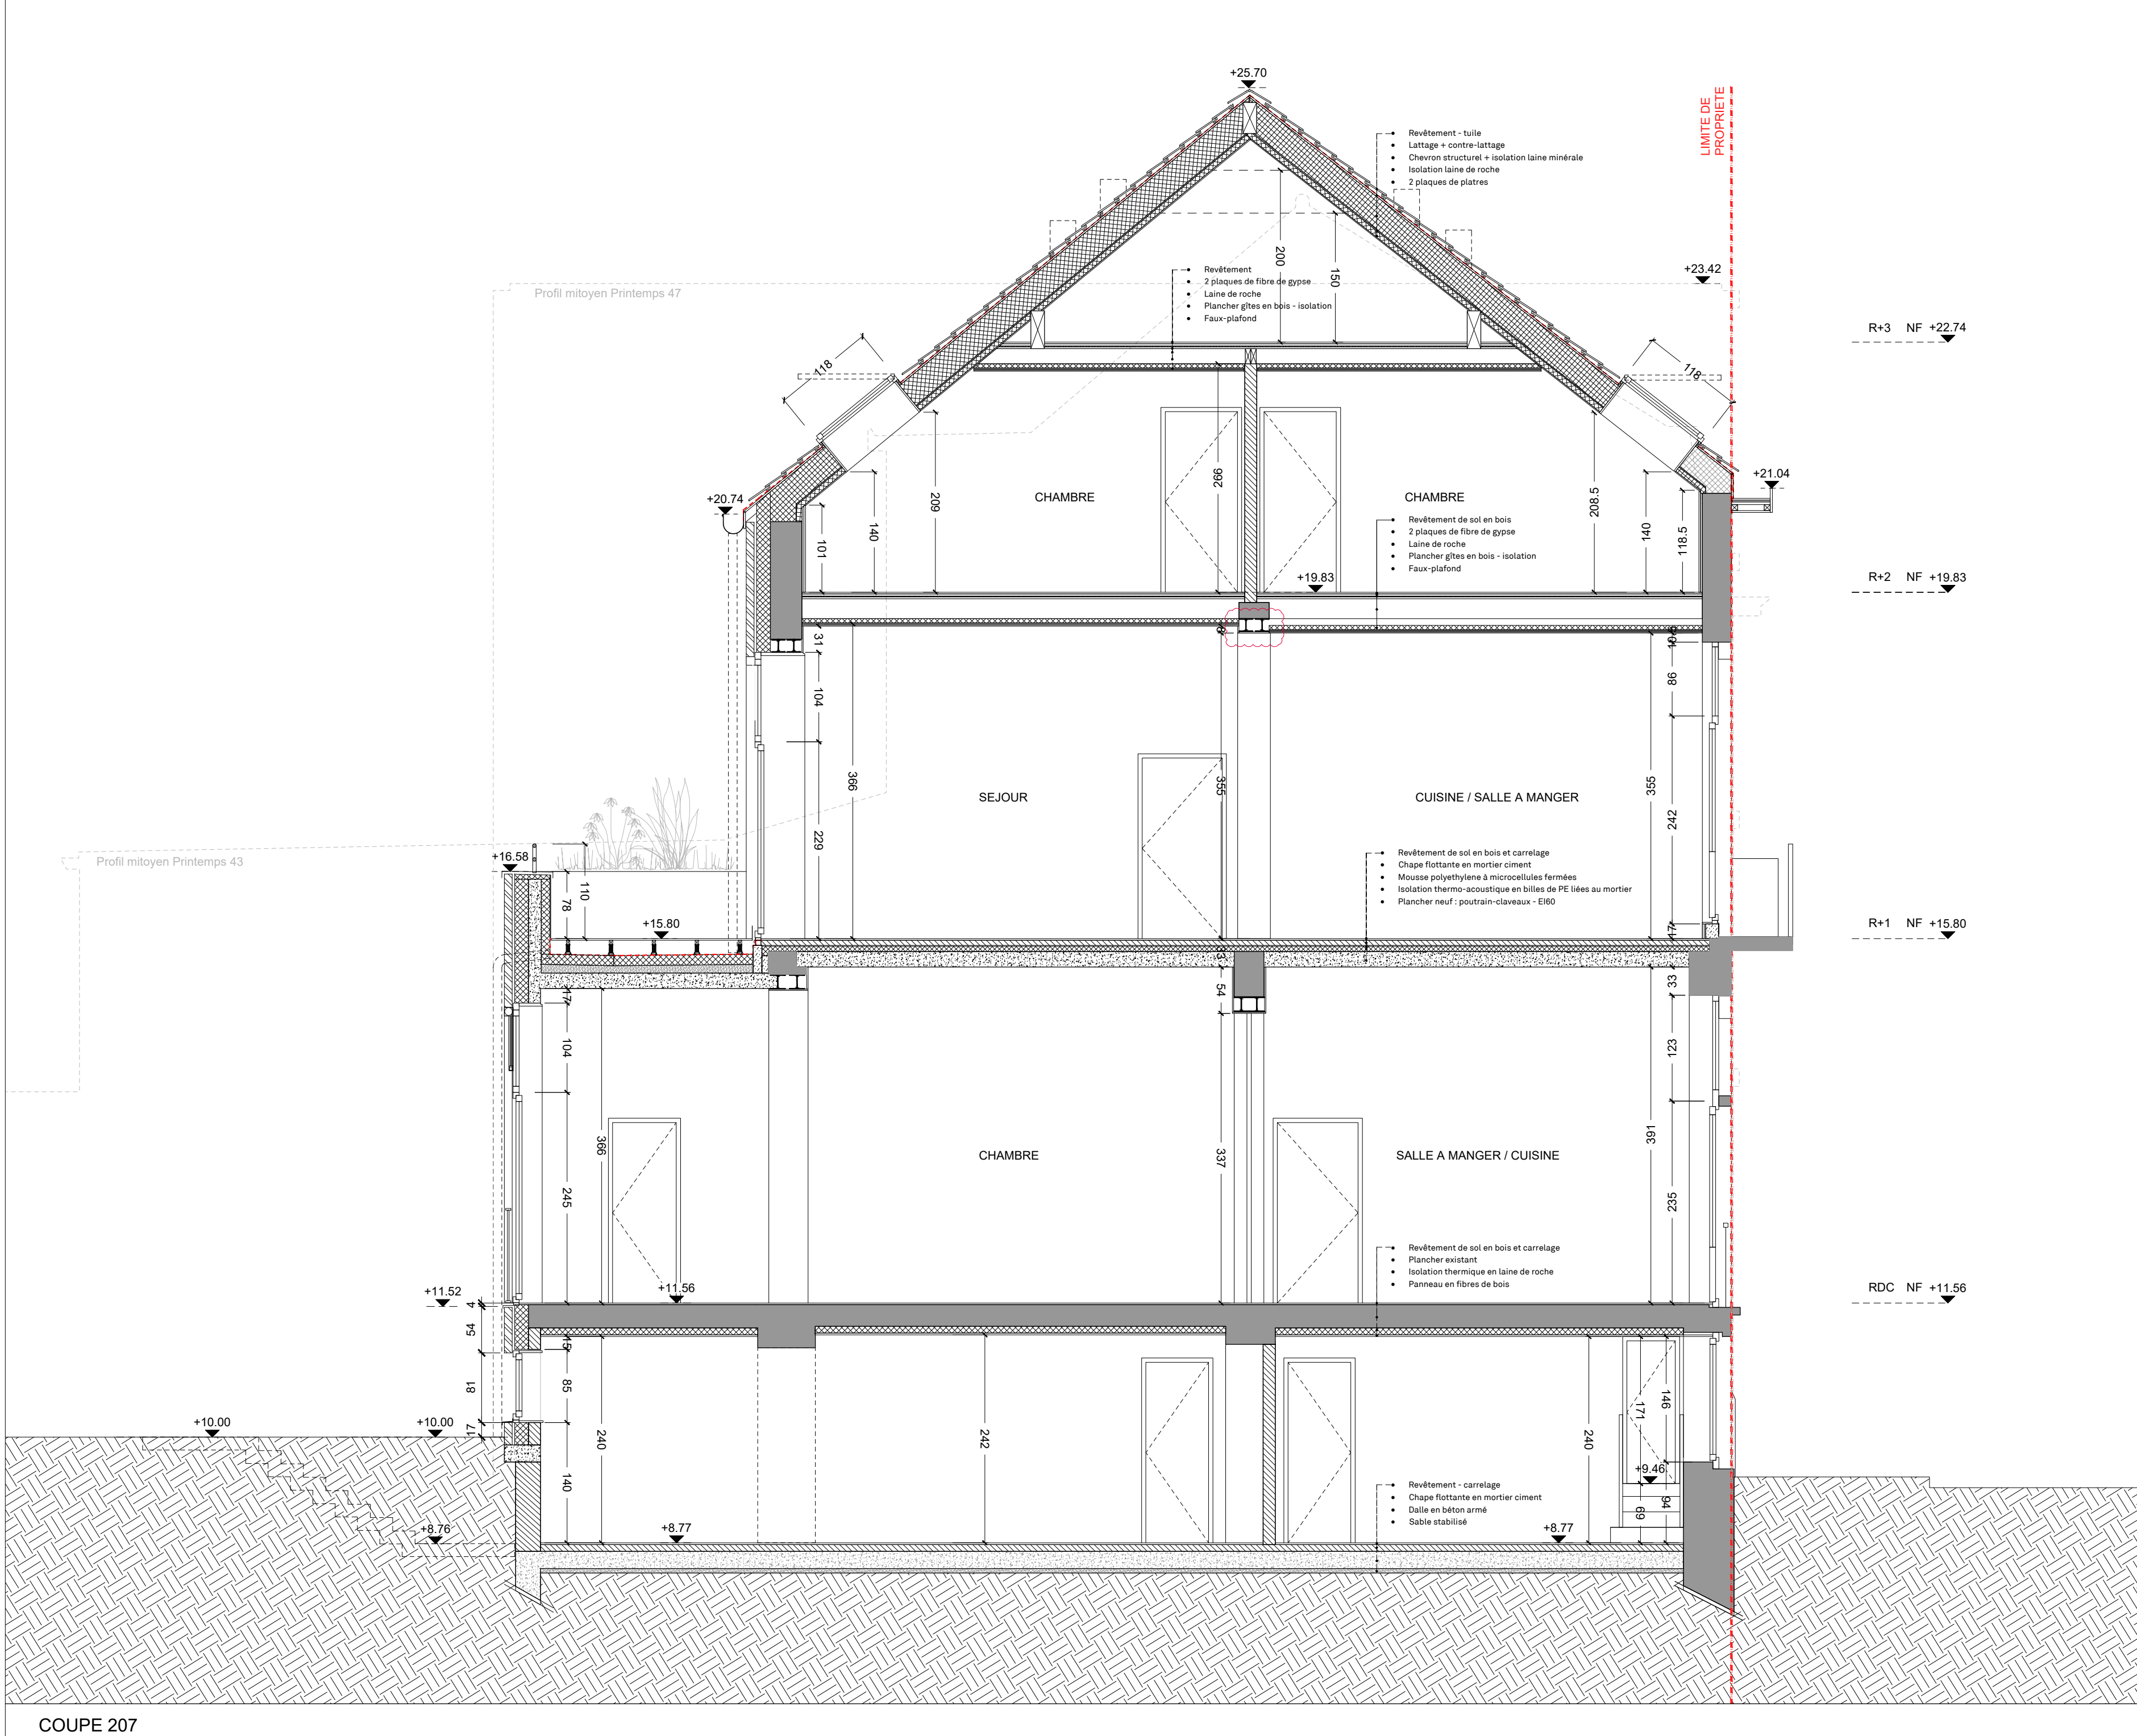 +25.70
LIMITE DE
PROPRIETE
Revêtement - tuile
Lattage + contre-lattage
Chevron structurel + isolation laine minérale
Isolation laine de roche
2 plaques de platres
200
150
+23.42
Revêtement
2 plaques de fibre de gypse
Laine de roche
Plancher gîtes en bois - isolation
Faux-plafond
Profil mitoyen Printemps 47
R+3 NF +22.74
118
118
+20.74
+21.04
CHAMBRE
CHAMBRE
101
140
209
266
208.5
140
118.5
Revêtement de sol en bois
2 plaques de fibre de gypse
Laine de roche
Plancher gîtes en bois - isolation
Faux-plafond
+19.83
R+2 NF +19.83
31
104
229
366
355
355
86
242
17
SEJOUR
CUISINE / SALLE A MANGER
Profil mitoyen Printemps 43
+16.58
110
78
+15.80
Revêtement de sol en bois et carrelage
Chape flottante en mortier ciment
Mousse polyethylene à microcellules fermées
Isolation thermo-acoustique en billes de PE liées au mortier
Plancher neuf : poutrain-claveaux - EI60
R+1 NF +15.80
33
54
33
17
104
245
366
337
391
123
235
CHAMBRE
SALLE A MANGER / CUISINE
Revêtement de sol en bois et carrelage
Plancher existant
Isolation thermique en laine de roche
Panneau en fibres de bois
+11.52
+11.56
RDC NF +11.56
4
54
81
17
15
85
140
240
242
240
171
146
69
94
+10.00
+10.00
+9.46
Revêtement - carrelage
Chape flottante en mortier ciment
Dalle en béton armé
Sable stabilisé
+8.76
+8.77
+8.77
COUPE 207